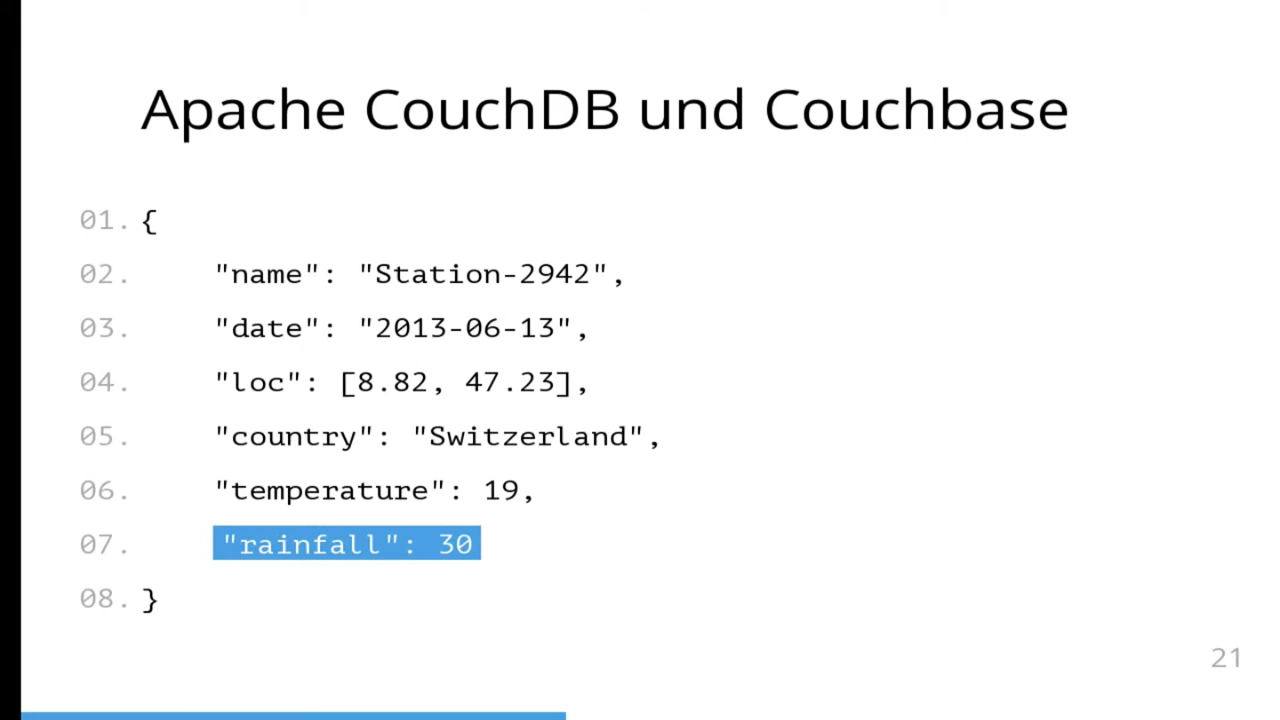 Apache CouchDB und Couchbase
01. {
02. "name": "Station-2942",
03. "date": "2013-06-13",
04. "loc": [8.82, 47.23],
05. "country": "Switzerland",
06. "temperature": 19,
07. "rainfall": 30
08. }
21